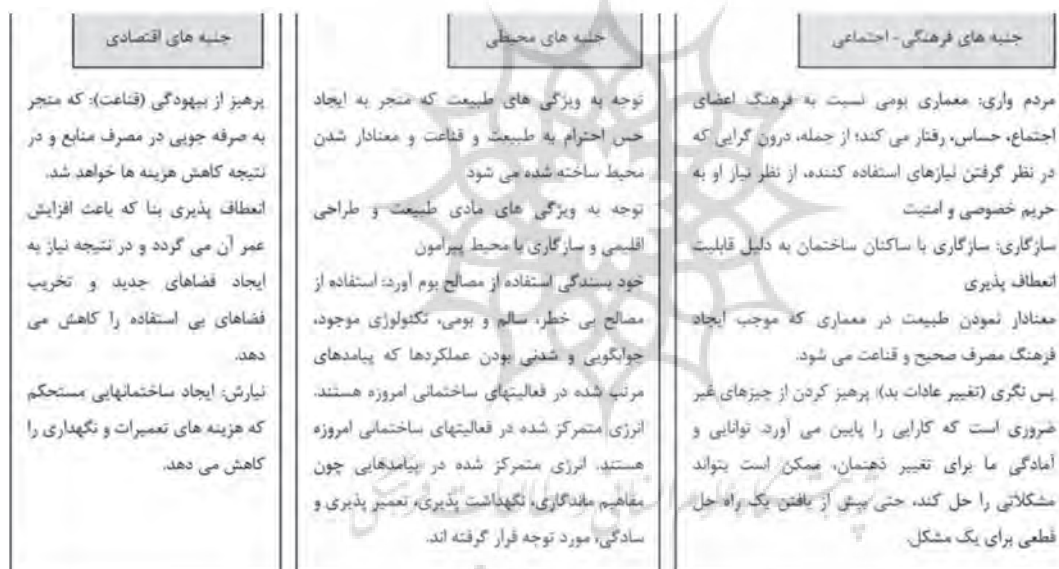 جنبه های فرهنگی- اجتماعی
مردم واری: معماری بومی نسبت به فرهنگ اعضای
اجتماع، حساس، رفتار می کند؛ از جمله، درون گرایی که
در نظر گرفتن نیازهای استفاده کننده، از نظر نیاز او به
حریم خصوصی و امنیت
سازگاری: سازگاری با ساکنان ساختمان به دلیل قابلیت
انعطاف پذیری
معنادار نمودن طبیعت در معماری که موجب ایجاد
فرهنگ مصرف صحیح و قناعت می شود.
پس نگری (تغییر عادات بد): پرهیز کردن از چیزهای غیر
ضروری است که کارایی را پایین می آورد. توانایی و
آمادگی ما برای تغییر ذهنمان، ممکن است بتواند
مشکلاتی را حل کند، حتی بیش از یافتن یک راه حل
قطعی برای یک مشکل.
جنبه های محیطی
توجه به ویژگی های طبیعت که منجر به ایجاد
حس احترام به طبیعت و قناعت و معنادار شدن
محیط ساخته شده می شود
توجه به ویژگی های مادی طبیعت و طراحی
اقلیمی و سازگاری با محیط پیرامون
خود بسندگی استفاده از مصالح بوم آورد: استفاده از
مصالح بی خطر، سالم و بومی، تکنولوژی موجود،
جوابگویی و شدنی بودن عملکردها که پیامدهای
مرتب شده در فعالیتهای ساختمانی امروزه هستند.
انرژی متمرکز شده در فعالیتهای ساختمانی امروزه
هستند. انرژی متمرکز شده در پیامدهایی چون
مفاهیم ماندگاری، نگهداشت پذیری، تعمیر پذیری و
سادگی، مورد توجه قرار گرفته اند.
جنبه های اقتصادی
پرهیز از بیهودگی (قناعت): که منجر
به صرفه جویی در مصرف منابع و در
نتیجه کاهش هزینه ها خواهد شد.
انعطاف پذیری بنا که باعث افزایش
عمر آن می گردد و در نتیجه نیاز به
ایجاد فضاهای جدید و تخریب
فضاهای بی استفاده را کاهش می
دهد.
نیارش: ایجاد ساختمانهایی مستحکم
که هزینه های تعمیرات و نگهداری را
کاهش می دهد.